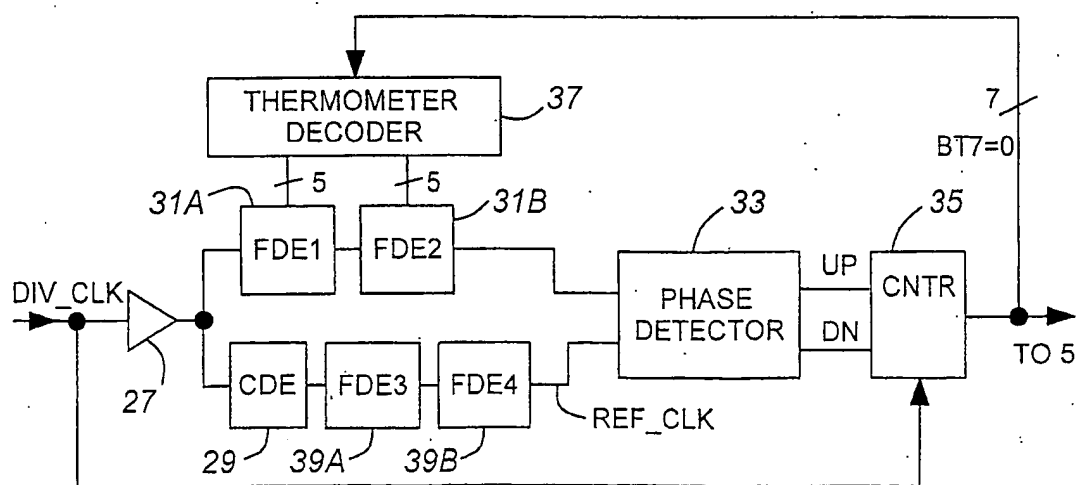 THERMOMETER
DECODER
37
7
BT7=0
5
5
31A
31B
33
35
FDE1
FDE2
UP
CNTR
DIV_CLK
PHASE
DETECTOR
DN
TO 5
27
CDE
FDE3
FDE4
REF_CLK
29
39A
39B